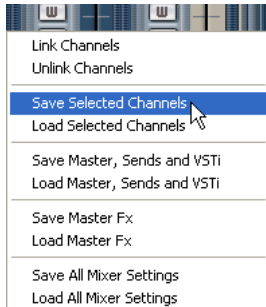 W W
Link Channels
Unlink Channels
Save Selected Channels
Load Selected Channels
Save Master, Sends and VSTi
Load Master, Sends and VSTi
Save Master Fx
Load Master Fx
Save All Mixer Settings
Load All Mixer Settings